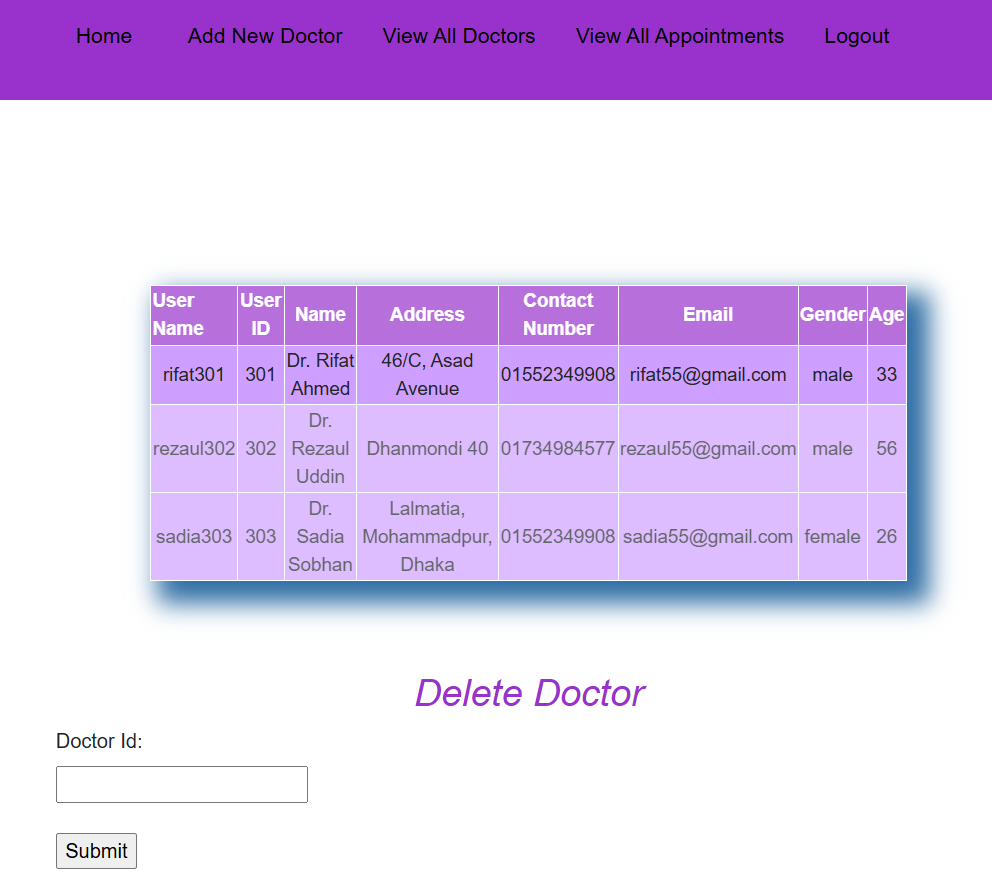 Home Add New Doctor View All Doctors View All Appointments Logout
User Name User ID Name Address Contact Number Email Gender Age
rifat301 301 Dr. Rifat Ahmed 46/C, Asad Avenue 01552349908 rifat55@gmail.com male 33
rezaul302 302 Dr. Rezaul Uddin Dhanmondi 40 01734984577 rezaul55@gmail.com male 56
sadia303 303 Dr. Sadia Sobhan Lalmatia, Mohammadpur, Dhaka 01552349908 sadia55@gmail.com female 26
Delete Doctor
Doctor Id:
Submit